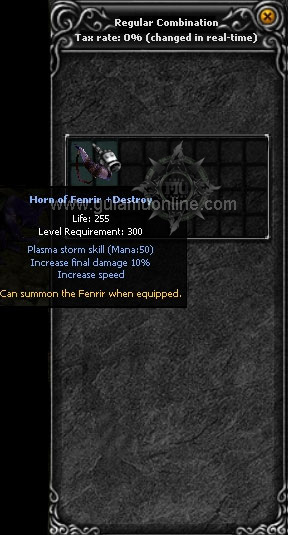 Regular Combination
Tax rate: 0% (changed in real-time)
Horn of Fenrir +Destroy
www.guiamuonline.com
Life: 255
Level Requirement: 300
Plasma storm skill (Mana:50)
Increase final damage 10%
Increase speed
Can summon the Fenrir when equipped.